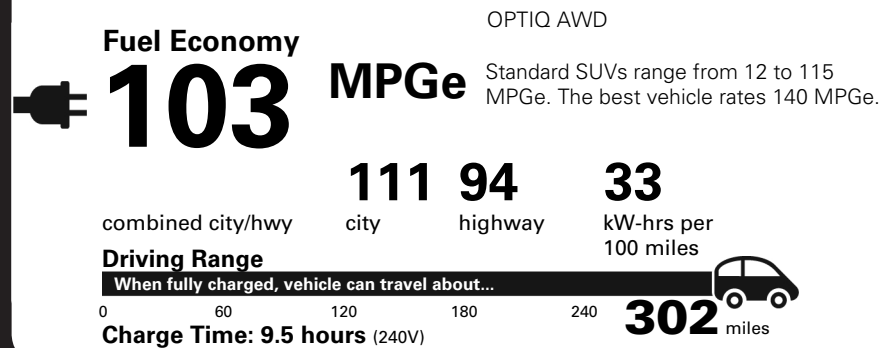 OPTIQ AWD
Fuel Economy
103
MPGe
Standard SUVs range from 12 to 115
MPGe. The best vehicle rates 140 MPGe.
111 94 33
combined city/hwy city highway kW-hrs per
100 miles
Driving Range
When fully charged, vehicle can travel about...
0 60 120 180 240 302 miles
Charge Time: 9.5 hours (240V)